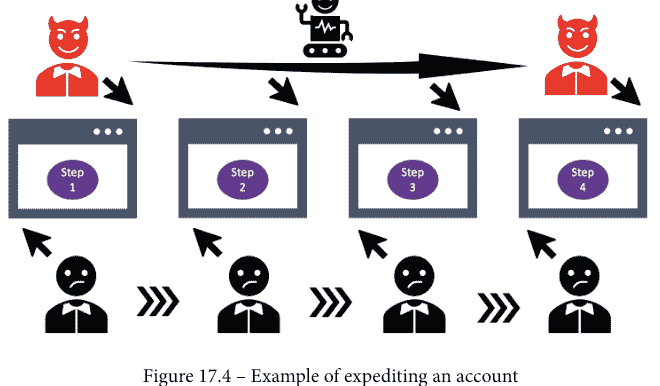 Step
1
Step
2
Step
3
Step
4
Figure 17.4 – Example of expediting an account